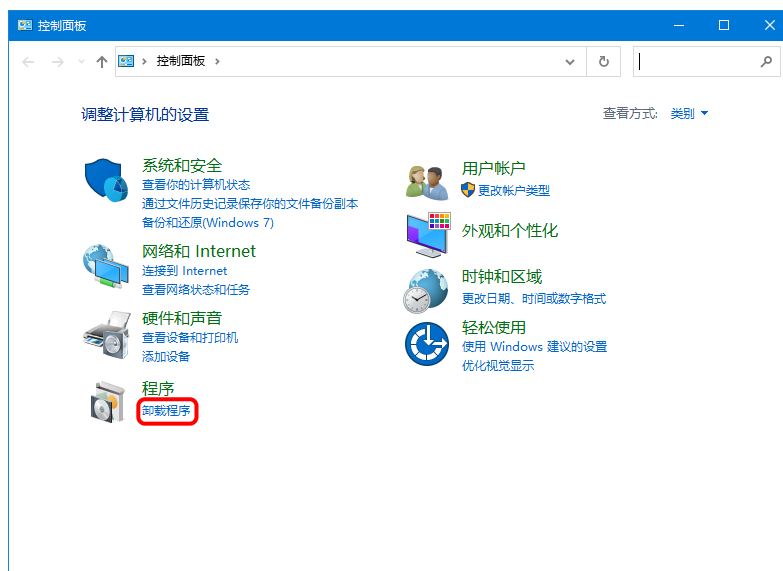 控制面板
控制面板
调整计算机的设置
查看方式: 类别
系统和安全
查看你的计算机状态
通过文件历史记录保存你的文件备份副本
备份和还原(Windows 7)
网络和 Internet
连接到 Internet
查看网络状态和任务
硬件和声音
查看设备和打印机
添加设备
程序
卸载程序
用户帐户
更改帐户类型
外观和个性化
时钟和区域
更改日期、时间或数字格式
轻松使用
使用 Windows 建议的设置
优化视觉显示